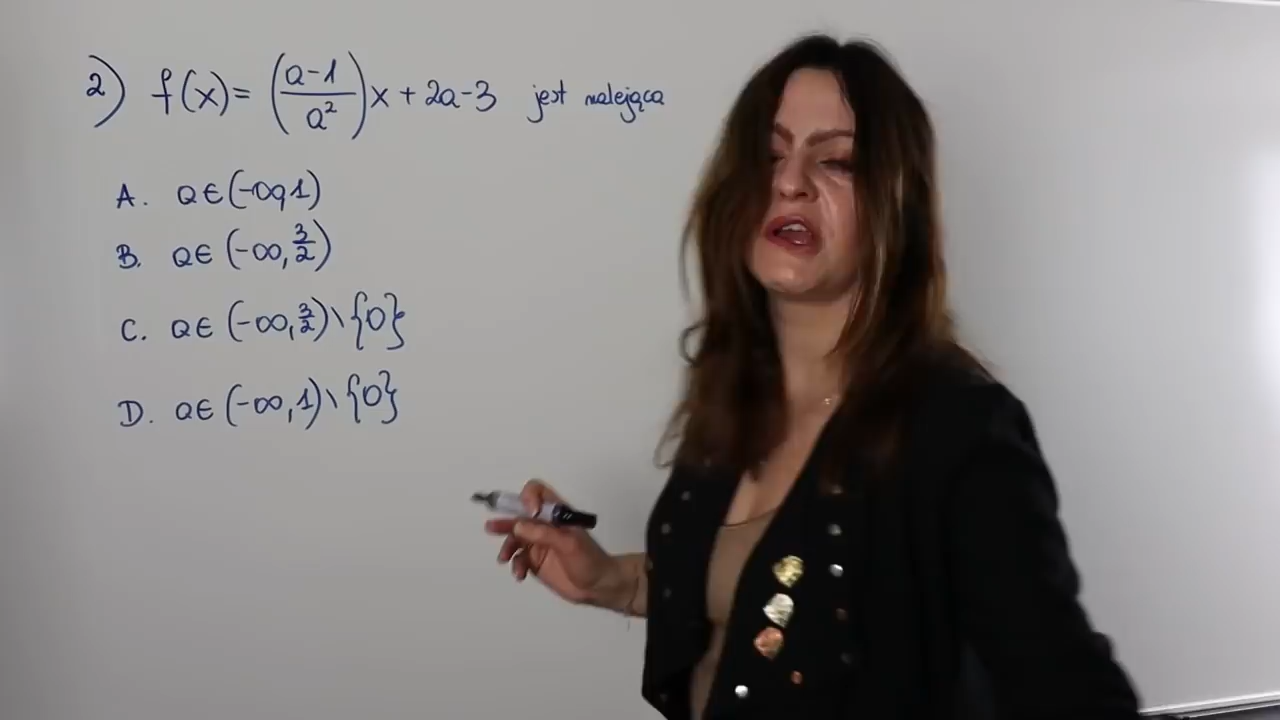 2) f(x)= ((a-1)/a²)x + 2a-3 jest malejąca
A. a∈(-∞,1)
B. a∈ (-∞, 3/2)
C. a∈ (-∞, 3/2) \ {0}
D. a∈ (-∞, 1) \ {0}